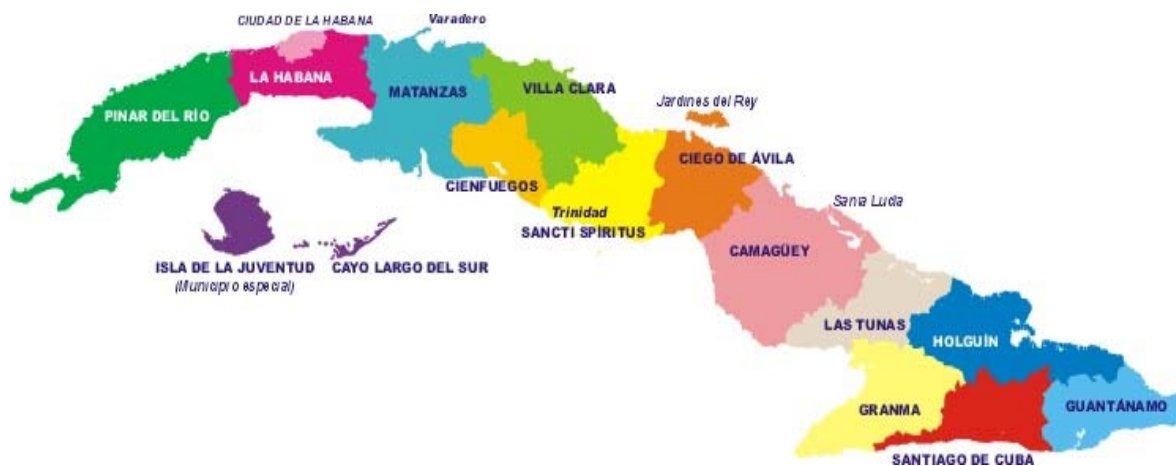 CIUDAD DE LA HABANA
Varadero
LA HABANA
MATANZAS
VILLA CLARA
PINAR DEL RÍO
Jardines del Rey
CIEGO DE ÁVILA
CIENFUEGOS
Trinidad
SANCTI SPÍRITUS
Santa Lucía
CAMAGÜEY
ISLA DE LA JUVENTUD
(Municipio especial)
CAYO LARGO DEL SUR
LAS TUNAS
HOLGUÍN
GRANMA
GUANTÁNAMO
SANTIAGO DE CUBA